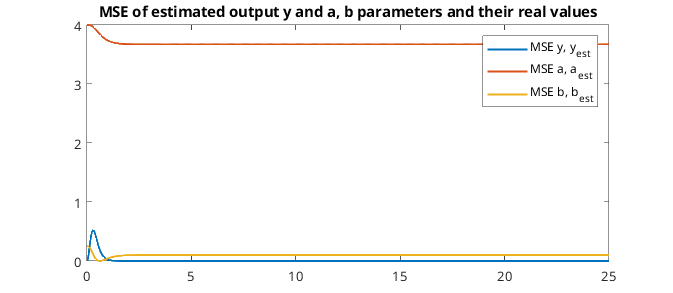 MSE of estimated output y and a, b parameters and their real values
4
3
2
1
0
MSE y, y_est
MSE a, a_est
MSE b, b_est
0 5 10 15 20 25